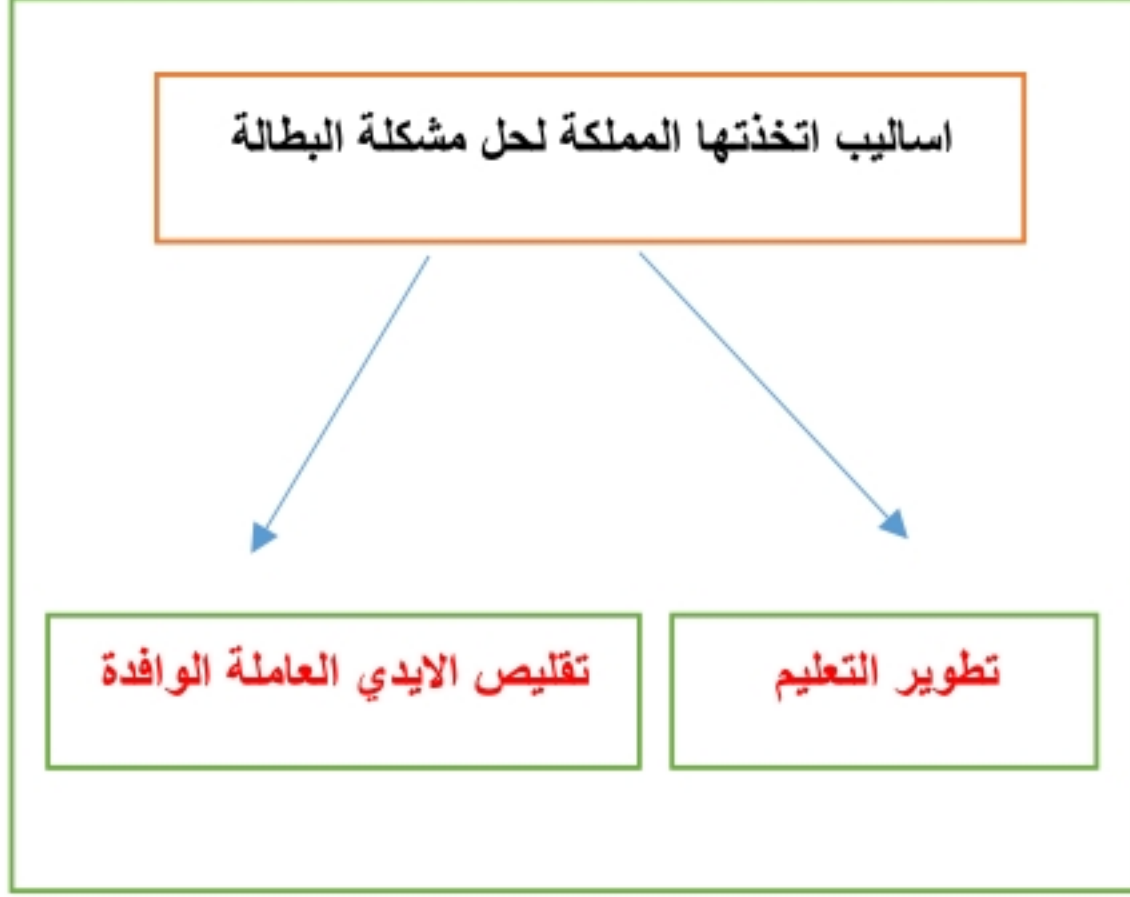 اساليب اتخذتها المملكة لحل مشكلة البطالة
تطوير التعليم
تقليص الايدي العاملة الوافدة